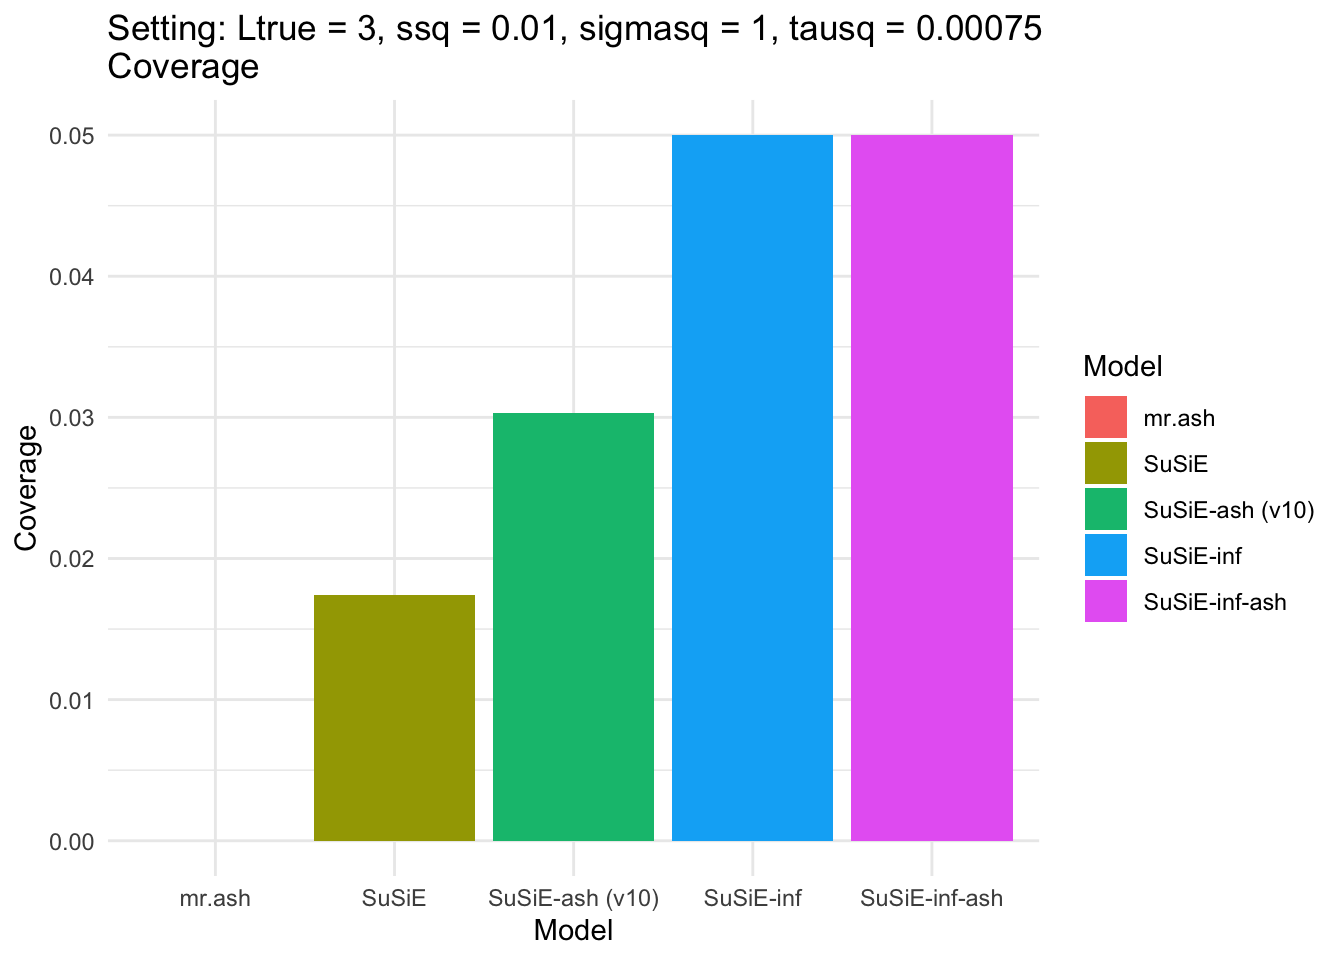 Setting: Ltrue = 3, ssq = 0.01, sigmasq = 1, tausq = 0.00075
Coverage
Coverage
0.05
0.04
0.03
0.02
0.01
0.00
mr.ash
SuSiE
SuSiE-ash (v10)
SuSiE-inf
SuSiE-inf-ash
Model
Model
mr.ash
SuSiE
SuSiE-ash (v10)
SuSiE-inf
SuSiE-inf-ash